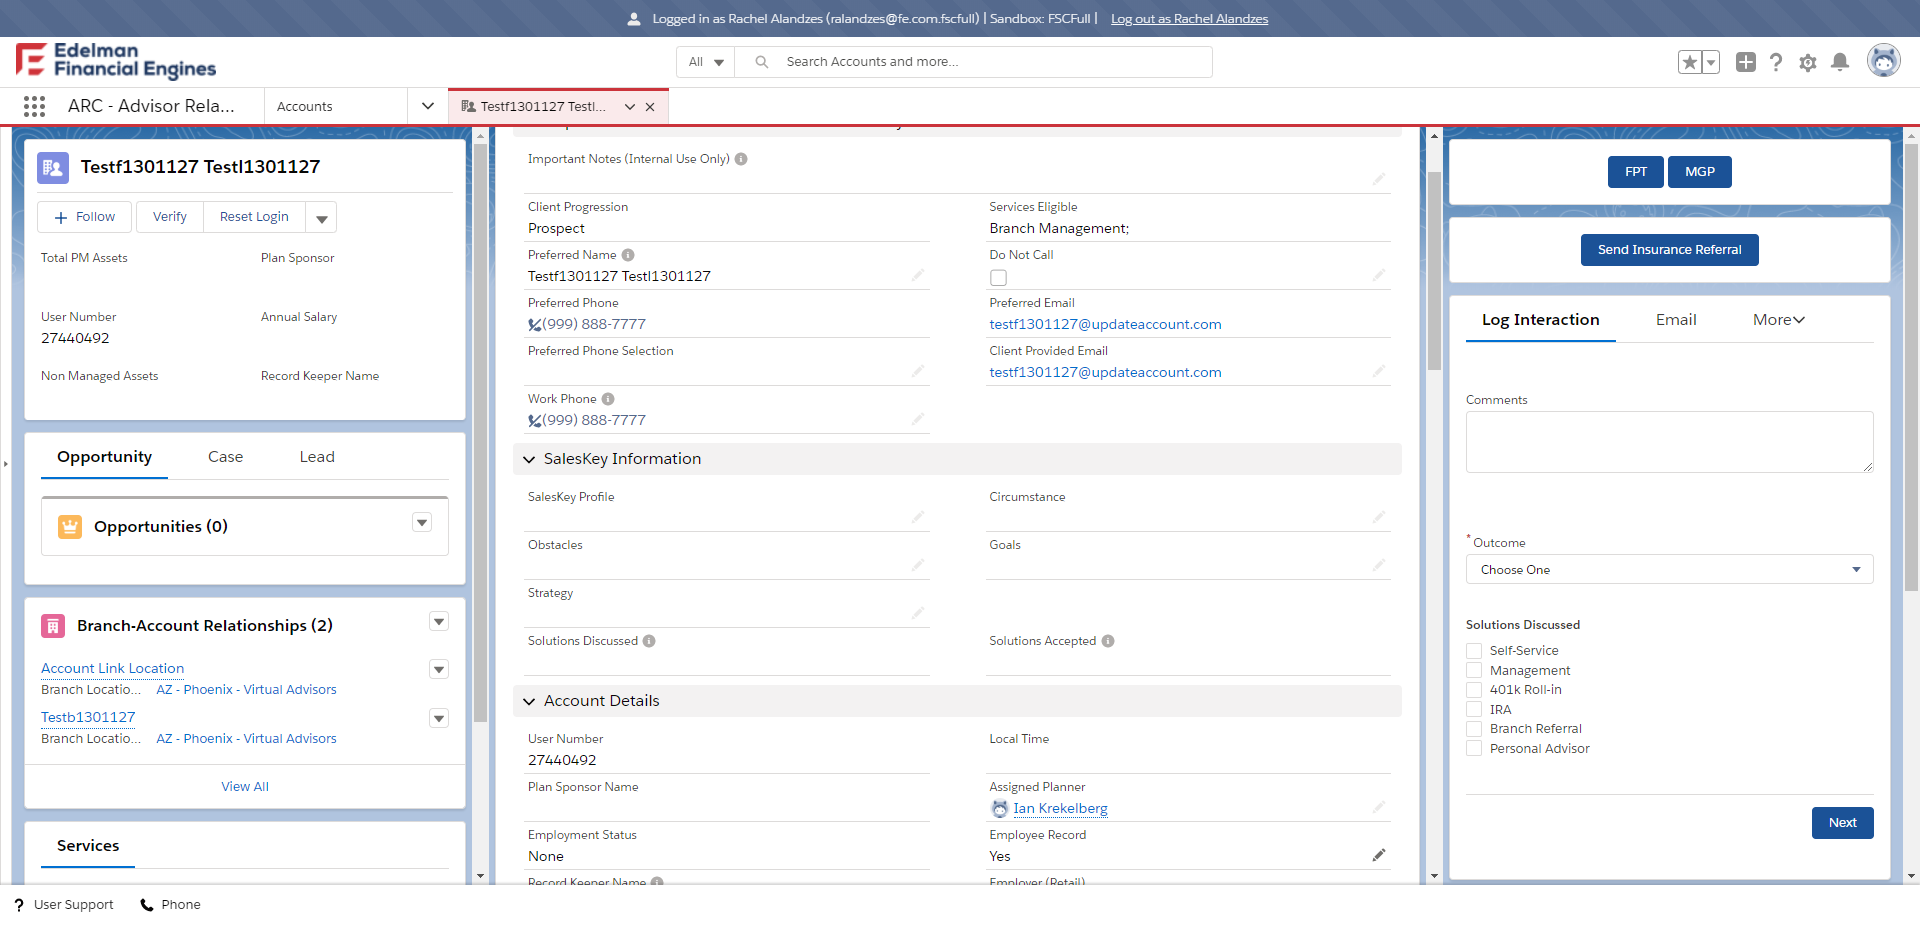 Logged in as Rachel Alandzes (ralandzes@fe.com.fscfull) | Sandbox: FSCFull | Log out as Rachel Alandzes
Edelman
Financial Engines
All
Search Accounts and more...
ARC - Advisor Rela...
Accounts
Testf1301127 Testl...
Testf1301127 Testl1301127
Follow
Verify
Reset Login
Total PM Assets
Plan Sponsor
User Number
27440492
Annual Salary
Non Managed Assets
Record Keeper Name
Opportunity
Case
Lead
Opportunities (0)
Branch-Account Relationships (2)
Account Link Location
Branch Locatio... AZ - Phoenix - Virtual Advisors
Testb1301127
Branch Locatio... AZ - Phoenix - Virtual Advisors
View All
Services
Important Notes (Internal Use Only)
Client Progression
Prospect
Services Eligible
Branch Management;
Preferred Name
Testf1301127 Testl1301127
Do Not Call
Preferred Phone
(999) 888-7777
Preferred Email
testf1301127@updateaccount.com
Preferred Phone Selection
Client Provided Email
testf1301127@updateaccount.com
Work Phone
(999) 888-7777
SalesKey Information
SalesKey Profile
Circumstance
Obstacles
Goals
Strategy
Solutions Discussed
Solutions Accepted
Account Details
User Number
27440492
Local Time
Plan Sponsor Name
Assigned Planner
Ian Krekelberg
Employment Status
None
Employee Record
Yes
Record Keeper Name
Employer (Retail)
FPT
MGP
Send Insurance Referral
Log Interaction
Email
More
Comments
* Outcome
Choose One
Solutions Discussed
Self-Service
Management
401k Roll-in
IRA
Branch Referral
Personal Advisor
Next
User Support
Phone